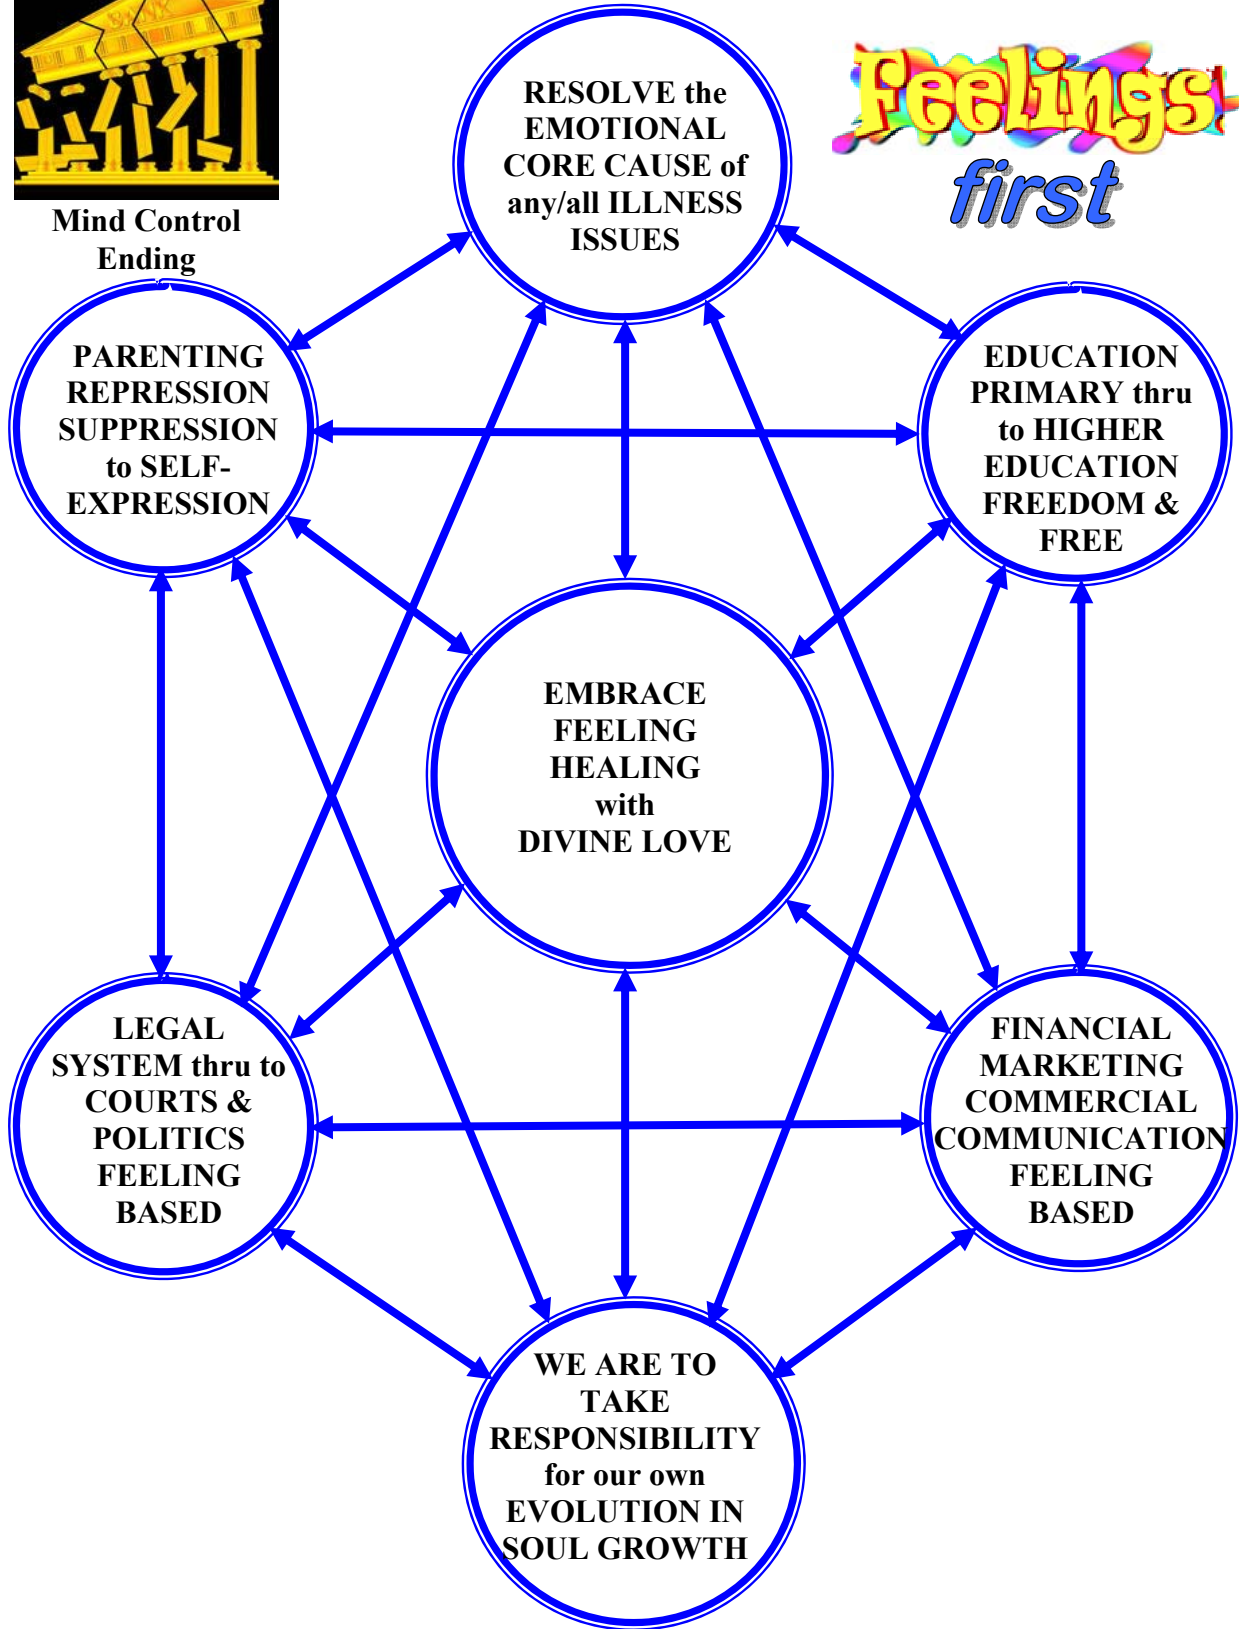 BANK
Feelings
first
Mind Control
Ending
RESOLVE the
EMOTIONAL
CORE CAUSE of
any/all ILLNESS
ISSUES
PARENTING
REPRESSION
SUPPRESSION
to SELF-
EXPRESSION
EDUCATION
PRIMARY thru
to HIGHER
EDUCATION
FREEDOM &
FREE
EMBRACE
FEELING
HEALING
with
DIVINE LOVE
LEGAL
SYSTEM thru to
COURTS &
POLITICS
FEELING
BASED
FINANCIAL
MARKETING
COMMERCIAL
COMMUNICATION
FEELING
BASED
WE ARE TO
TAKE
RESPONSIBILITY
for our own
EVOLUTION IN
SOUL GROWTH